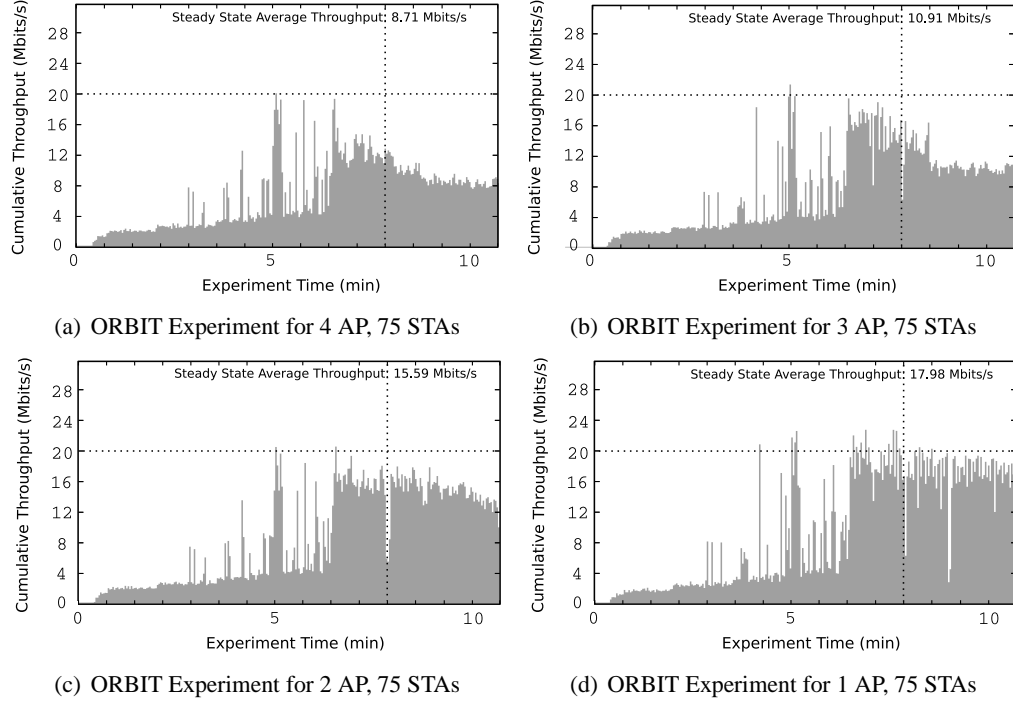 Steady State Average Throughput: 8.71 Mbits/s
Cumulative Throughput (Mbits/s)
28
24
20
16
12
8
4
0
0 5 10
Experiment Time (min)
(a) ORBIT Experiment for 4 AP, 75 STAs
Steady State Average Throughput: 10.91 Mbits/s
Cumulative Throughput (Mbits/s)
28
24
20
16
12
8
4
0
0 5 10
Experiment Time (min)
(b) ORBIT Experiment for 3 AP, 75 STAs
Steady State Average Throughput: 15.59 Mbits/s
Cumulative Throughput (Mbits/s)
28
24
20
16
12
8
4
0
0 5 10
Experiment Time (min)
(c) ORBIT Experiment for 2 AP, 75 STAs
Steady State Average Throughput: 17.98 Mbits/s
Cumulative Throughput (Mbits/s)
28
24
20
16
12
8
4
0
0 5 10
Experiment Time (min)
(d) ORBIT Experiment for 1 AP, 75 STAs